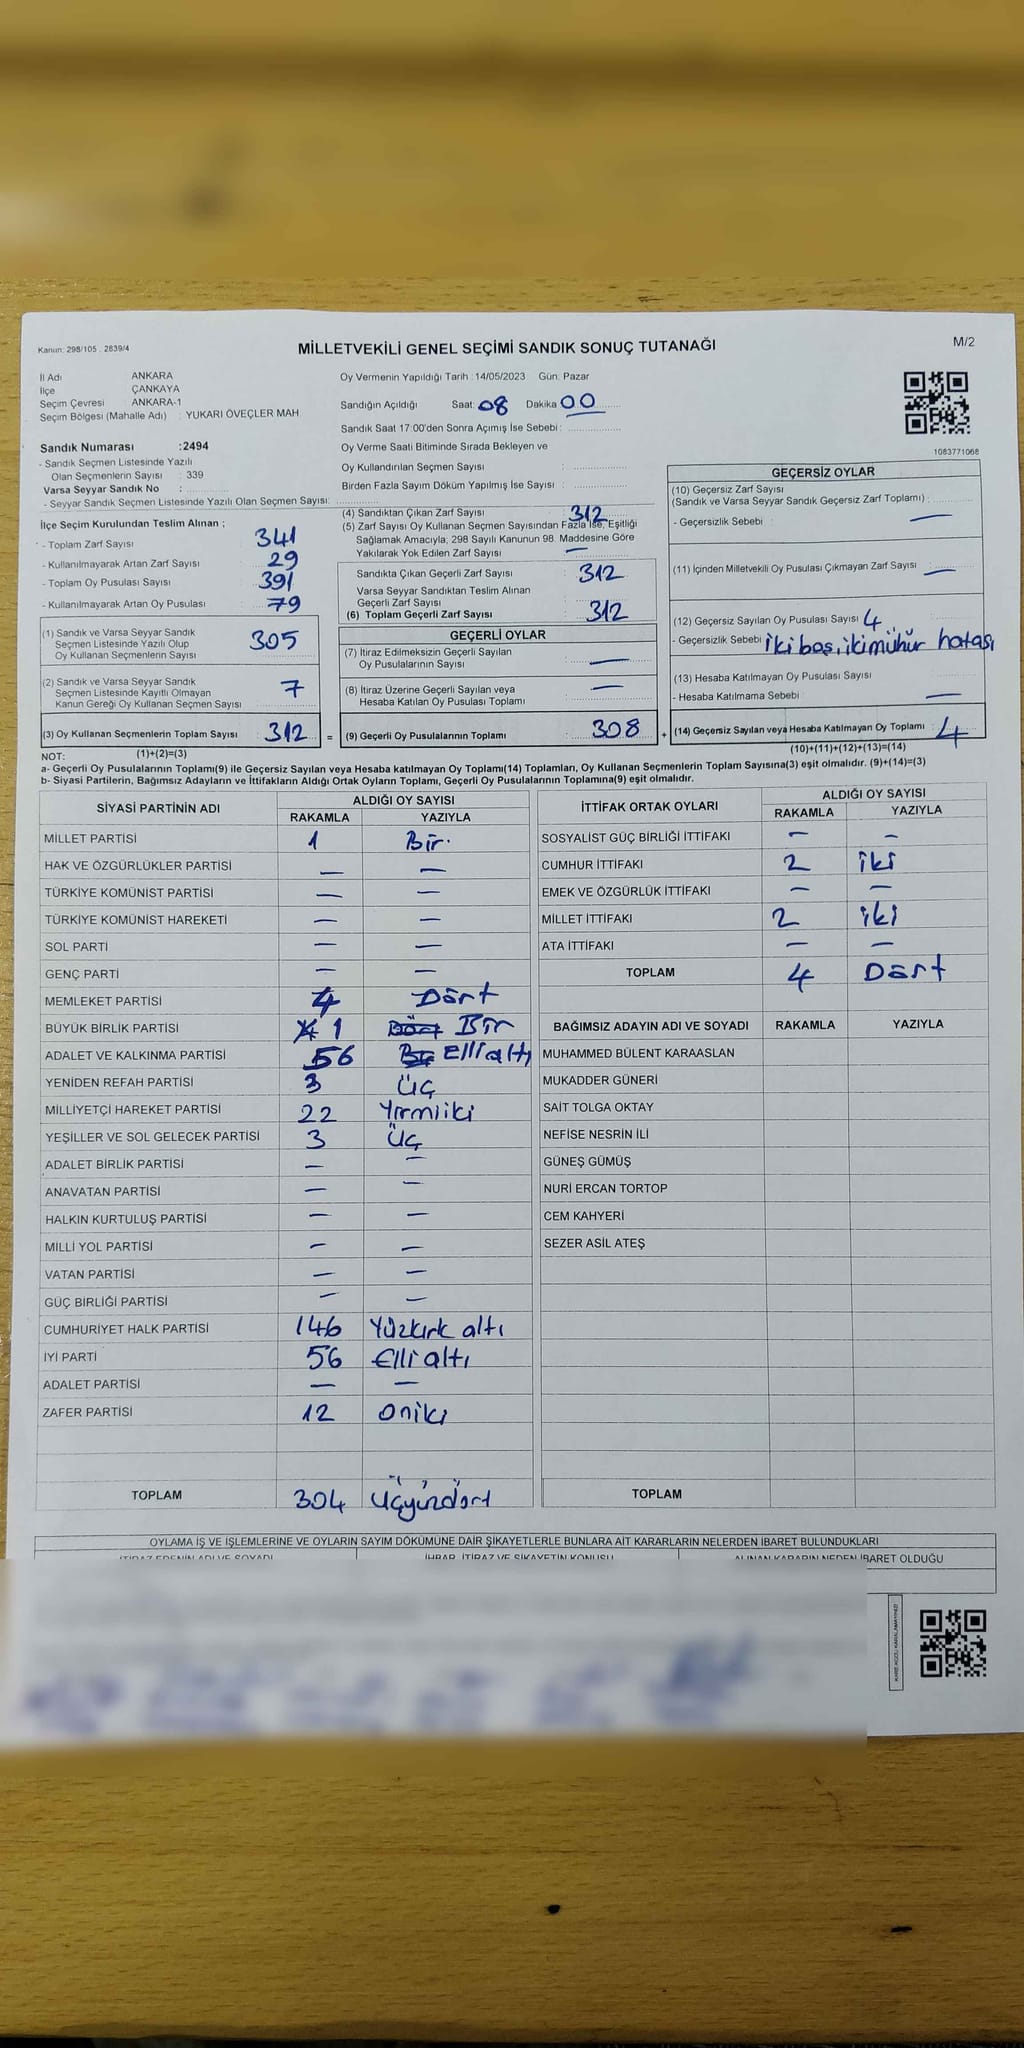 Kanun: 298/105 . 2839/4
MİLLETVEKİLİ GENEL SEÇİMİ SANDIK SONUÇ TUTANAĞI
M/2
İl Adı ANKARA
İlçe ÇANKAYA
Seçim Çevresi ANKARA-1
Seçim Bölgesi (Mahalle Adı) : YUKARI ÖVEÇLER MAH
Sandık Numarası :2494
- Sandık Seçmen Listesinde Yazılı
Olan Seçmenlerin Sayısı : 339
Varsa Seyyar Sandık No :
- Seyyar Sandık Seçmen Listesinde Yazılı Olan Seçmen Sayısı:
Oy Vermenin Yapıldığı Tarih : 14/05/2023 Gün: Pazar
Sandığın Açıldığı Saat: 08 Dakika 00
Sandık Saat 17:00'den Sonra Açımış İse Sebebi :
Oy Verme Saati Bitiminde Sırada Bekleyen ve
Oy Kullandırılan Seçmen Sayısı :
Birden Fazla Sayım Döküm Yapılmış İse Sayısı :
1083771068
İlçe Seçim Kurulundan Teslim Alınan ;
- Toplam Zarf Sayısı : 341
- Kullanılmayarak Artan Zarf Sayısı : 29
- Toplam Oy Pusulası Sayısı : 391
- Kullanılmayarak Artan Oy Pusulası : 79
(1) Sandık ve Varsa Seyyar Sandık
Seçmen Listesinde Yazılı Olup
Oy Kullanan Seçmenlerin Sayısı : 305
(2) Sandık ve Varsa Seyyar Sandık
Seçmen Listesinde Kayıtlı Olmayan
Kanun Gereği Oy Kullanan Seçmen Sayısı : 7
(3) Oy Kullanan Seçmenlerin Toplam Sayısı : 312 =
(4) Sandıktan Çıkan Zarf Sayısı : 312
(5) Zarf Sayısı Oy Kullanan Seçmen Sayısından Fazla İse, Eşitliği
Sağlamak Amacıyla; 298 Sayılı Kanunun 98. Maddesine Göre
Yakılarak Yok Edilen Zarf Sayısı : —
Sandıkta Çıkan Geçerli Zarf Sayısı : 312
Varsa Seyyar Sandıktan Teslim Alınan
Geçerli Zarf Sayısı :
(6) Toplam Geçerli Zarf Sayısı : 312
GEÇERLİ OYLAR
(7) İtiraz Edilmeksizin Geçerli Sayılan
Oy Pusulalarının Sayısı : —
(8) İtiraz Üzerine Geçerli Sayılan veya
Hesaba Katılan Oy Pusulaları Toplamı : —
(9) Geçerli Oy Pusulalarının Toplamı : 308 +
GEÇERSİZ OYLAR
(10) Geçersiz Zarf Sayısı
(Sandık ve Varsa Seyyar Sandık Geçersiz Zarf Toplamı) :
- Geçersizlik Sebebi : —
(11) İçinden Milletvekili Oy Pusulası Çıkmayan Zarf Sayısı : —
(12) Geçersiz Sayılan Oy Pusulası Sayısı : 4
- Geçersizlik Sebebi : iki boş, iki mühür hatası
(13) Hesaba Katılmayan Oy Pusulası Sayısı :
- Hesaba Katılmama Sebebi : —
(14) Geçersiz Sayılan veya Hesaba Katılmayan Oy Toplamı : 4
NOT: (1)+(2)=(3)
(10)+(11)+(12)+(13)=(14)
a- Geçerli Oy Pusulalarının Toplamı(9) ile Geçersiz Sayılan veya Hesaba katılmayan Oy Toplamı(14) Toplamları, Oy Kullanan Seçmenlerin Toplam Sayısına(3) eşit olmalıdır. (9)+(14)=(3)
b- Siyasi Partilerin, Bağımsız Adayların ve İttifakların Aldığı Ortak Oyların Toplamı, Geçerli Oy Pusulalarının Toplamına(9) eşit olmalıdır.
SİYASİ PARTİNİN ADI
ALDIĞI OY SAYISI
RAKAMLA YAZIYLA
MİLLET PARTİSİ 1 Bir.
HAK VE ÖZGÜRLÜKLER PARTİSİ — —
TÜRKİYE KOMÜNİST PARTİSİ — —
TÜRKİYE KOMÜNİST HAREKETİ — —
SOL PARTİ — —
GENÇ PARTİ — —
MEMLEKET PARTİSİ 4 Dört
BÜYÜK BİRLİK PARTİSİ 1 Bir
ADALET VE KALKINMA PARTİSİ 56 Elli altı
YENİDEN REFAH PARTİSİ 3 üç
MİLLİYETÇİ HAREKET PARTİSİ 22 Yirmiiki
YEŞİLLER VE SOL GELECEK PARTİSİ 3 üç
ADALET BİRLİK PARTİSİ — —
ANAVATAN PARTİSİ — —
HALKIN KURTULUŞ PARTİSİ — —
MİLLİ YOL PARTİSİ — —
VATAN PARTİSİ — —
GÜÇ BİRLİĞİ PARTİSİ — —
CUMHURİYET HALK PARTİSİ 146 Yüzkırk altı
İYİ PARTİ 56 Elli altı
ADALET PARTİSİ — —
ZAFER PARTİSİ 12 oniki
TOPLAM 304 üçyüzdört
İTTİFAK ORTAK OYLARI
ALDIĞI OY SAYISI
RAKAMLA YAZIYLA
SOSYALİST GÜÇ BİRLİĞİ İTTİFAKI — —
CUMHUR İTTİFAKI 2 iki
EMEK VE ÖZGÜRLÜK İTTİFAKI — —
MİLLET İTTİFAKI 2 iki
ATA İTTİFAKI — —
TOPLAM 4 Dört
BAĞIMSIZ ADAYIN ADI VE SOYADI RAKAMLA YAZIYLA
MUHAMMED BÜLENT KARAASLAN
MUKADDER GÜNERİ
SAİT TOLGA OKTAY
NEFİSE NESRİN İLİ
GÜNEŞ GÜMÜŞ
NURİ ERCAN TORTOP
CEM KAHYERİ
SEZER ASİL ATEŞ
TOPLAM
OYLAMA İŞ VE İŞLEMLERİNE VE OYLARIN SAYIM DÖKÜMÜNE DAİR ŞİKAYETLERLE BUNLARA AİT KARARLARIN NELERDEN İBARET BULUNDUKLARI
İTİRAZ EDENİN ADI VE SOYADI İHBAR, İTİRAZ VE ŞİKAYETİN KONUSU ALINAN KARARIN NEDEN İBARET OLDUĞU